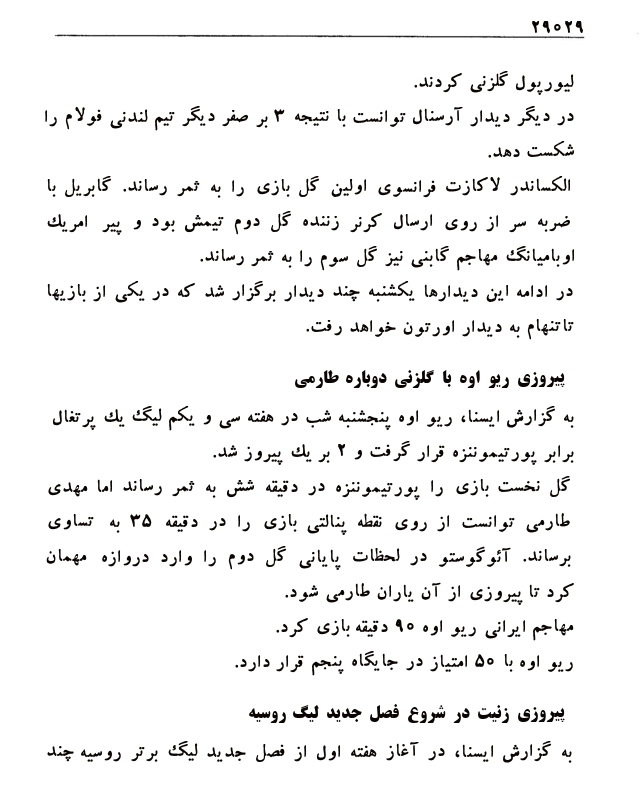 ۲۹۰۲۹
لیورپول گلزنی کردند.
در دیگر دیدار آرسنال توانست با نتیجه ۳ بر صفر دیگر تیم لندنی فولام را
شکست دهد.
الکساندر لاکازت فرانسوی اولین گل بازی را به ثمر رساند. گابریل با
ضربه سر از روی ارسال کرنر زننده گل دوم تیمش بود و پیر امریك
اوبامیانگ مهاجم گابنی نیز گل سوم را به ثمر رساند.
در ادامه این دیدارها یکشنبه چند دیدار برگزار شد که در یکی از بازیها
تاتنهام به دیدار اورتون خواهد رفت.
پیروزی ریو اوه با گلزنی دوباره طارمی
به گزارش ایسنا، ریو اوه پنجشنبه شب در هفته سی و یکم لیگ یك پرتغال
برابر پورتیموننزه قرار گرفت و ۲ بر یك پیروز شد.
گل نخست بازی را پورتیموننزه در دقیقه شش به ثمر رساند اما مهدی
طارمی توانست از روی نقطه پنالتی بازی را در دقیقه ۳۵ به تساوی
برساند. آئوگوستو در لحظات پایانی گل دوم را وارد دروازه مهمان
کرد تا پیروزی از آن یاران طارمی شود.
مهاجم ایرانی ریو اوه ۹۰ دقیقه بازی کرد.
ریو اوه با ۵۰ امتیاز در جایگاه پنجم قرار دارد.
پیروزی زنیت در شروع فصل جدید لیگ روسیه
به گزارش ایسنا، در آغاز هفته اول از فصل جدید لیگ برتر روسیه چند